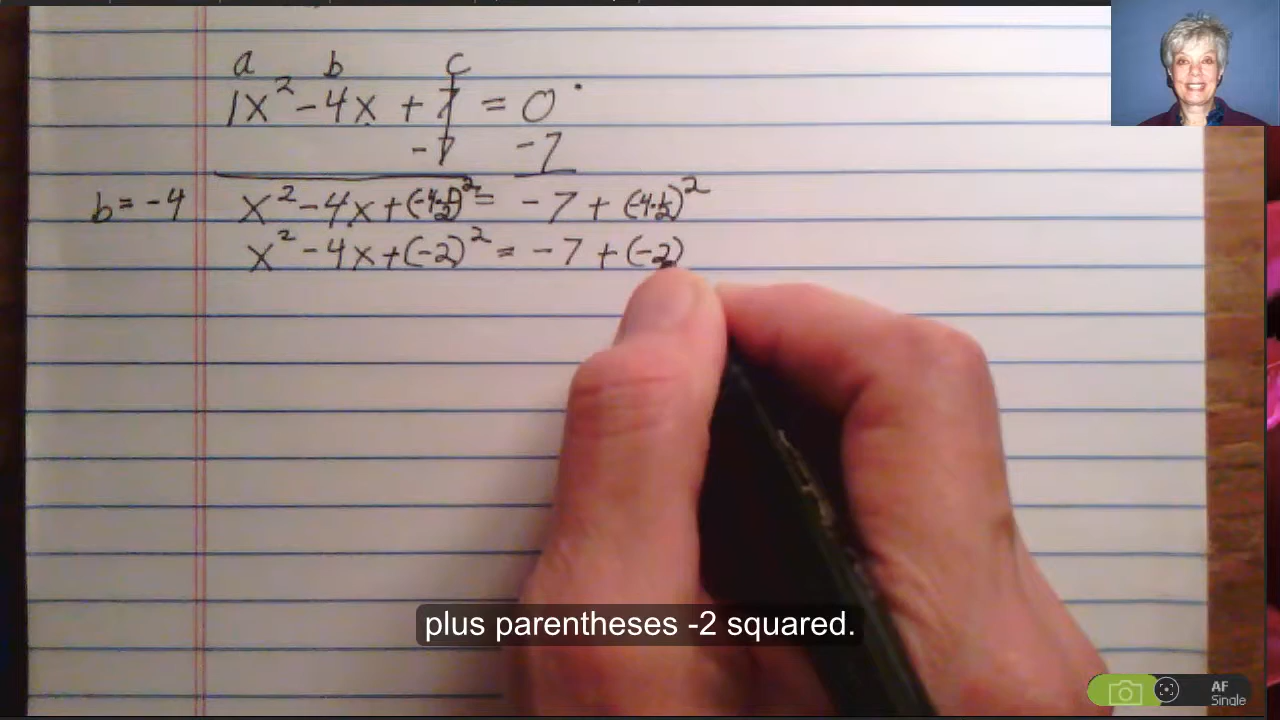 a b c
1x² - 4x + 7 = 0
-7 -7
b = -4 x² - 4x + (-4·½)² = -7 + (-4·½)²
x² - 4x + (-2)² = -7 + (-2)
plus parentheses -2 squared.
AF
Single